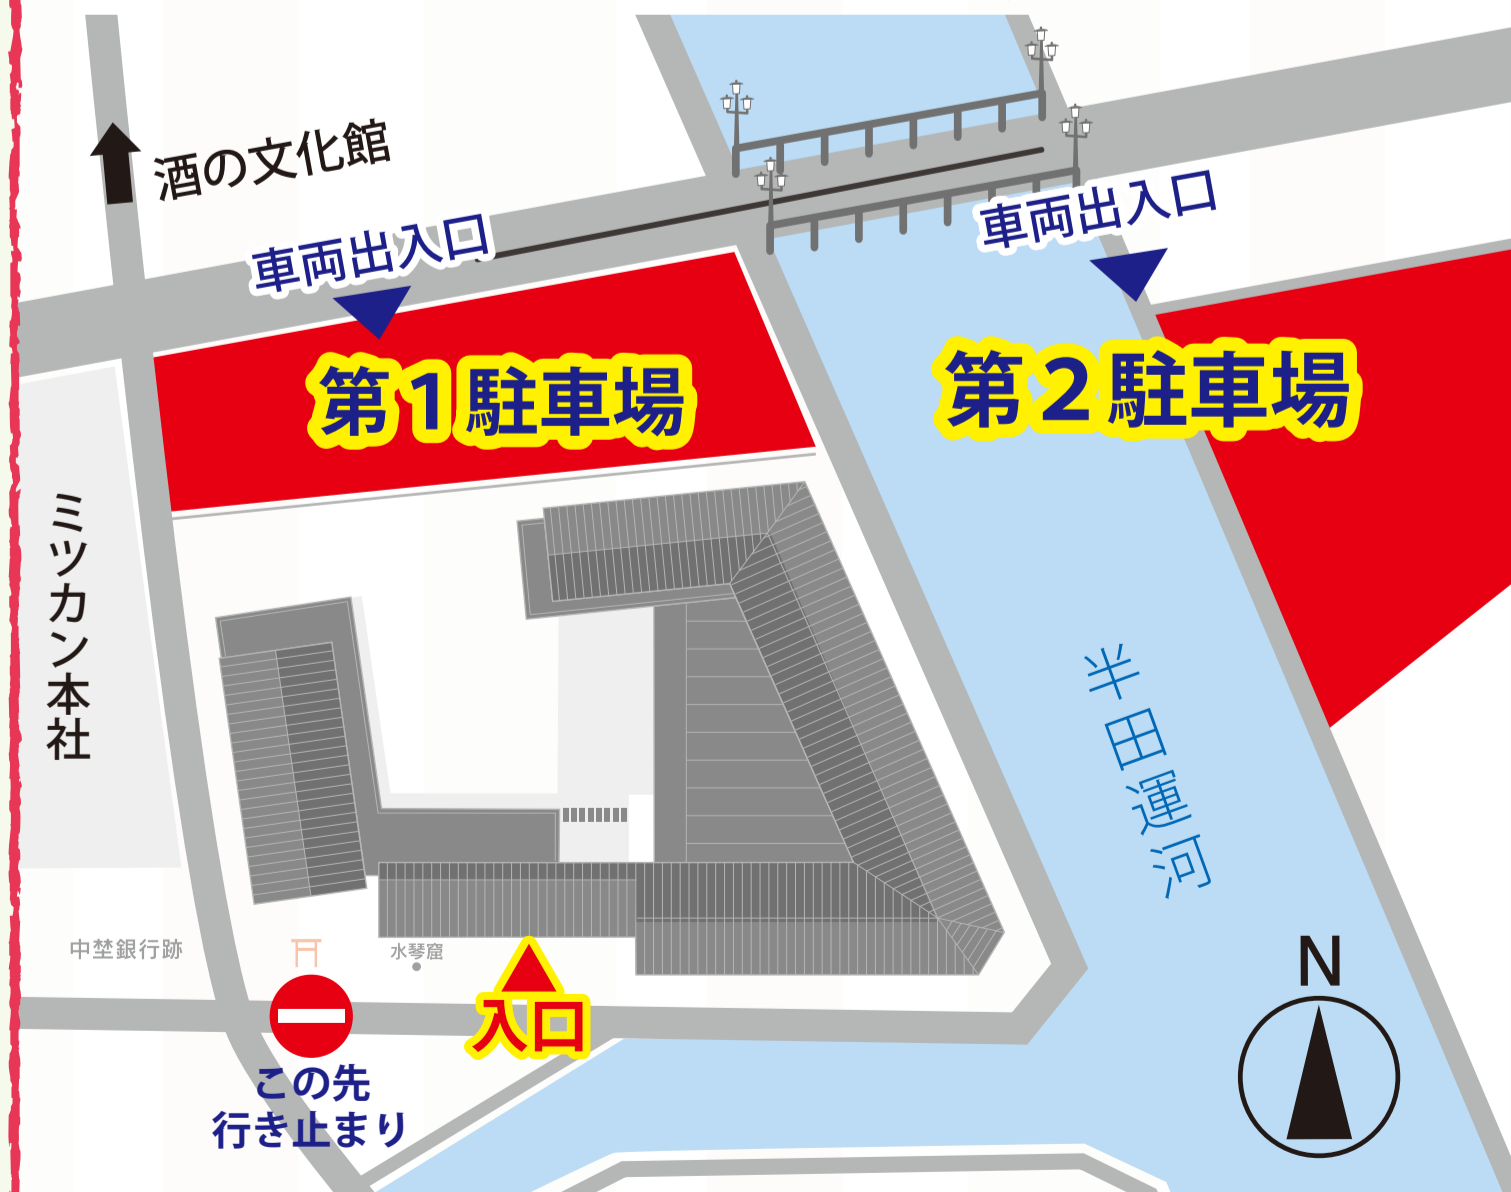 酒の文化館
車両出入口
車両出入口
第1駐車場
第2駐車場
ミツカン本社
半田運河
中埜銀行跡
水琴窟
入口
この先
行き止まり
N